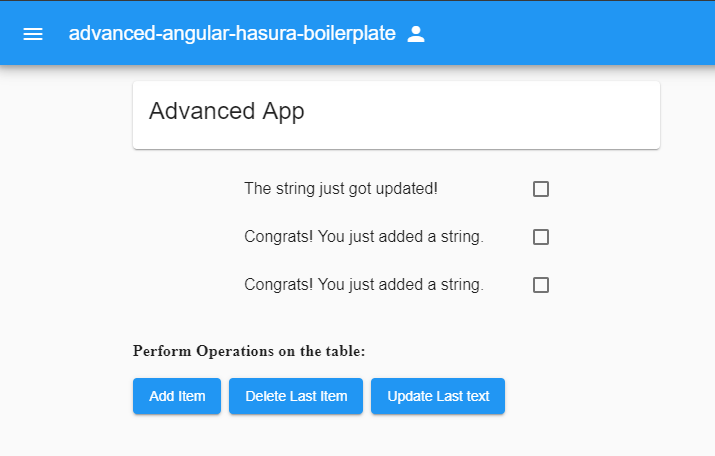 advanced-angular-hasura-boilerplate
Advanced App
The string just got updated!
Congrats! You just added a string.
Congrats! You just added a string.
Perform Operations on the table:
Add Item Delete Last Item Update Last text